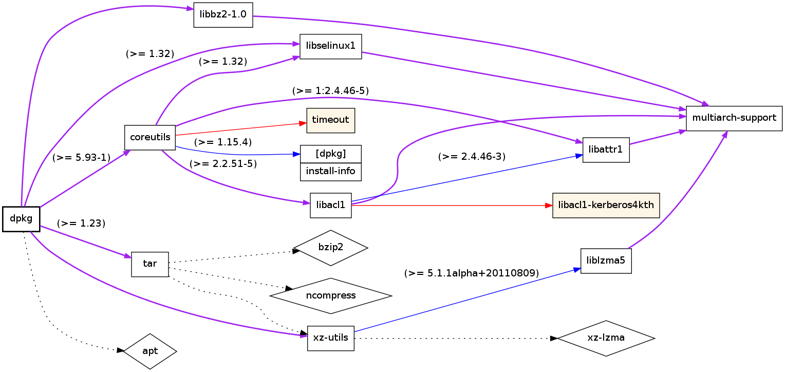 libbz2-1.0
libselinux1
(>= 1.32)
(>= 1.32)
(>= 1:2.4.46-5)
timeout
multiarch-support
coreutils
(>= 1.15.4)
[dpkg]
install-info
libattr1
(>= 5.93-1)
(>= 2.2.51-5)
(>= 2.4.46-3)
libacl1
libacl1-kerberos4kth
dpkg
(>= 1.23)
bzip2
tar
liblzma5
(>= 5.1.1alpha+20110809)
ncompress
xz-utils
xz-lzma
apt